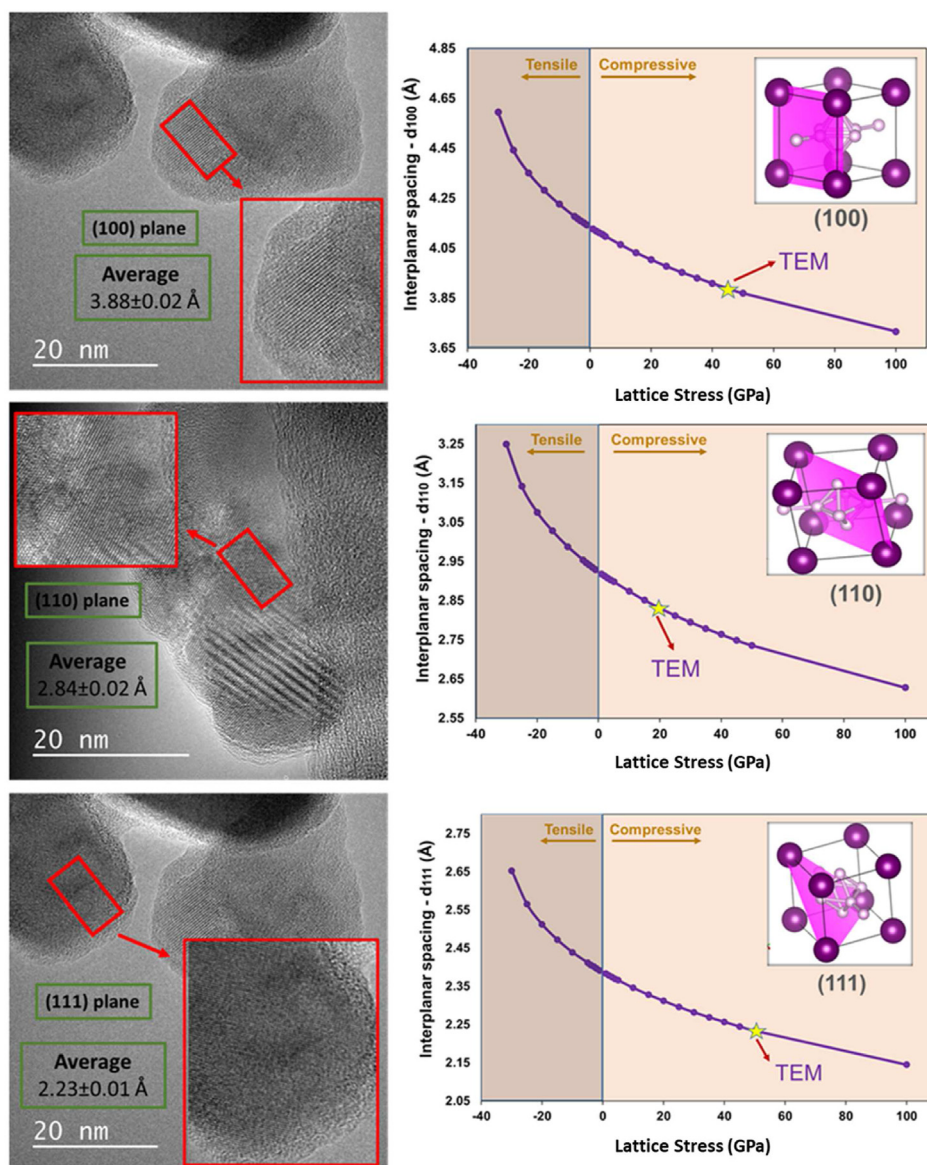 (100) plane
Average
3.88±0.02 Å
20 nm
Interplanar spacing - d100 (Å)
4.85
4.65
4.45
4.25
4.05
3.85
3.65
Tensile
Compressive
(100)
TEM
-40 -20 0 20 40 60 80 100
Lattice Stress (GPa)
(110) plane
Average
2.84±0.02 Å
20 nm
Interplanar spacing - d110 (Å)
3.25
3.15
3.05
2.95
2.85
2.75
2.65
2.55
Tensile
Compressive
(110)
TEM
-40 -20 0 20 40 60 80 100
Lattice Stress (GPa)
(111) plane
Average
2.23±0.01 Å
20 nm
Interplanar spacing - d111 (Å)
2.75
2.65
2.55
2.45
2.35
2.25
2.15
2.05
Tensile
Compressive
(111)
TEM
-40 -20 0 20 40 60 80 100
Lattice Stress (GPa)